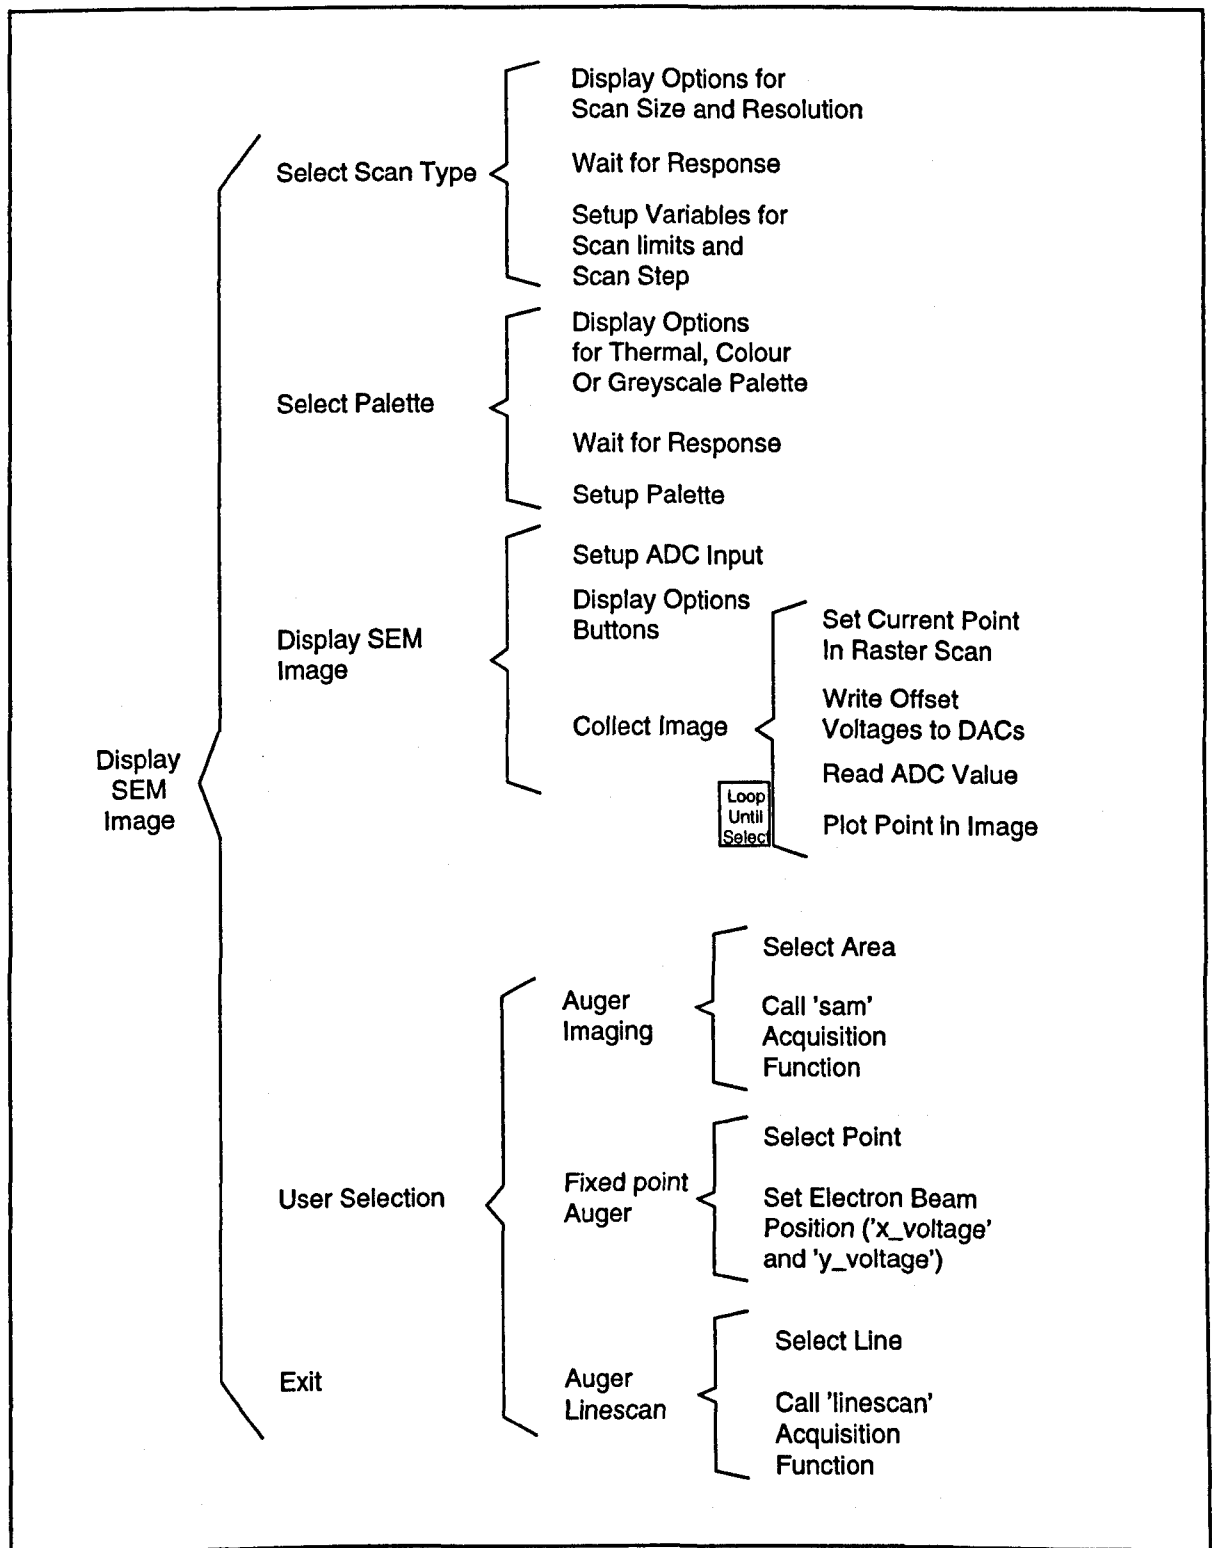 Display Options for
Scan Size and Resolution
Select Scan Type
Wait for Response
Setup Variables for
Scan limits and
Scan Step
Display Options
for Thermal, Colour
Or Greyscale Palette
Select Palette
Wait for Response
Setup Palette
Setup ADC Input
Display Options
Buttons
Display SEM
Image
Collect Image
Set Current Point
In Raster Scan
Write Offset
Voltages to DACs
Read ADC Value
Plot Point in Image
Loop
Until
Select
Display
SEM
Image
User Selection
Auger
Imaging
Select Area
Call 'sam'
Acquisition
Function
Fixed point
Auger
Select Point
Set Electron Beam
Position ('x_voltage'
and 'y_voltage')
Auger
Linescan
Select Line
Call 'linescan'
Acquisition
Function
Exit